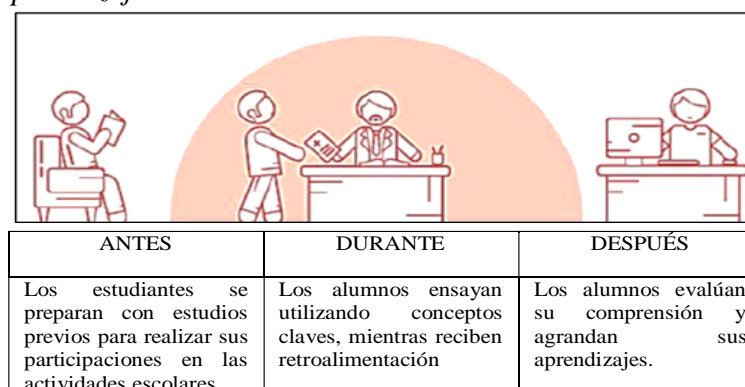 ANTES
DURANTE
DESPUÉS
Los estudiantes se
preparan con estudios
previos para realizar sus
participaciones en las
actividades escolares
Los alumnos ensayan
utilizando conceptos
claves, mientras reciben
retroalimentación
Los alumnos evalúan
su comprensión y
agrandan sus
aprendizajes.